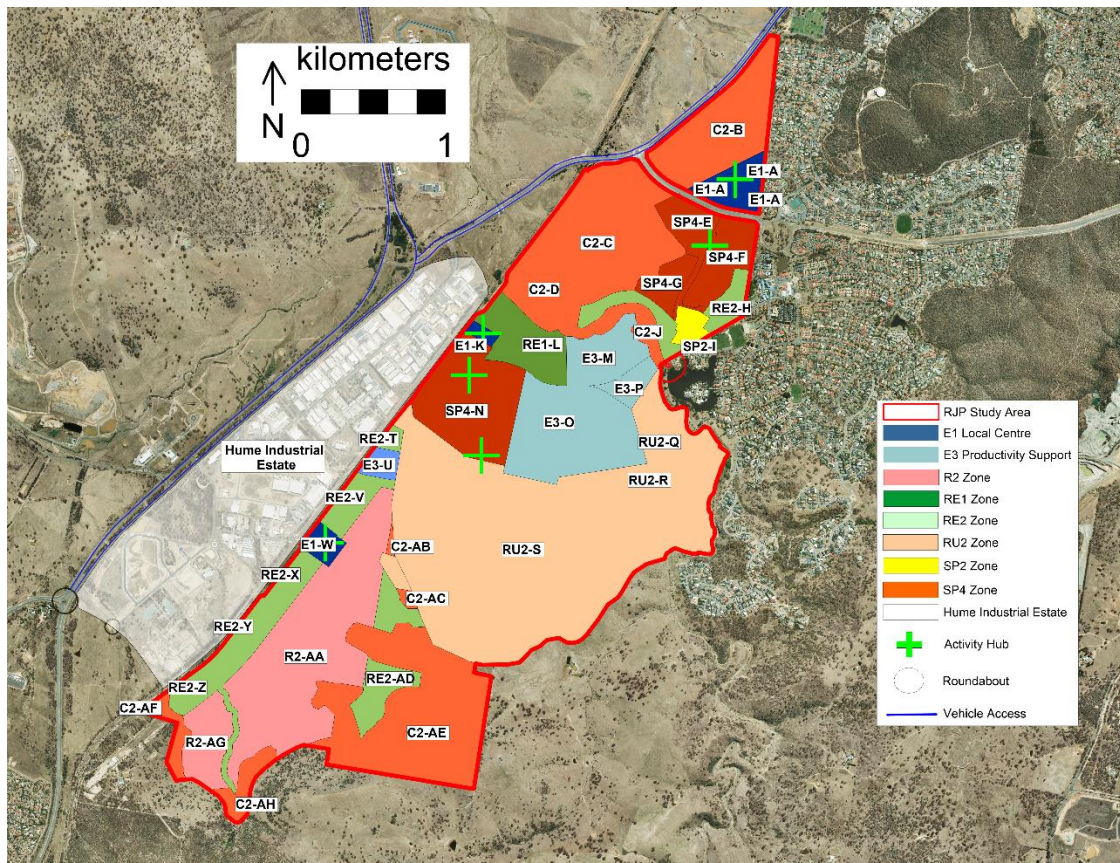 kilometers
N
0
1
C2-B
E1-A
E1-A
E1-A
SP4-E
C2-C
SP4-F
SP4-G
C2-D
RE2-H
C2-J
SP2-I
E1-K
RE1-L
E3-M
E3-P
SP4-N
E3-O
RE2-T
RU2-Q
Hume Industrial
Estate
E3-U
RU2-R
RE2-V
E1-W
C2-AB
RU2-S
RE2-X
C2-AC
RE2-Y
R2-AA
RE2-AD
RE2-Z
C2-AF
C2-AE
R2-AG
C2-AH
RJP Study Area
E1 Local Centre
E3 Productivity Support
R2 Zone
RE1 Zone
RE2 Zone
RU2 Zone
SP2 Zone
SP4 Zone
Hume Industrial Estate
Activity Hub
Roundabout
Vehicle Access